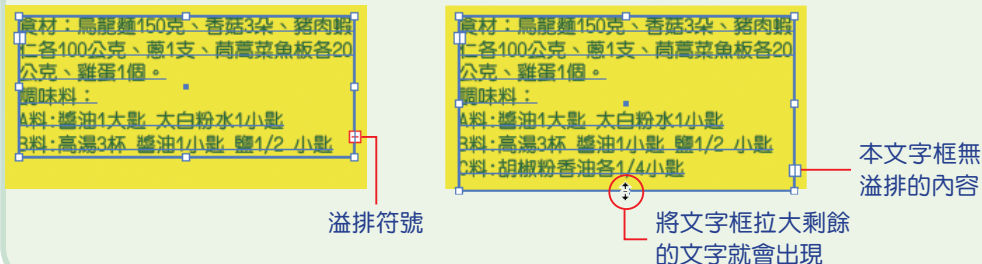 食材：烏龍麵150克、香菇3朵、豬肉蝦
仁各100公克、蔥1支、茼蒿菜魚板各20
公克、雞蛋1個。
調味料：
A料:醬油1大匙 太白粉水1小匙
B料:高湯3杯 醬油1小匙 鹽1/2 小匙
溢排符號
食材：烏龍麵150克、香菇3朵、豬肉蝦
仁各100公克、蔥1支、茼蒿菜魚板各20
公克、雞蛋1個。
調味料：
A料:醬油1大匙 太白粉水1小匙
B料:高湯3杯 醬油1小匙 鹽1/2 小匙
C料:胡椒粉香油各1/4小匙
本文字框無
溢排的內容
將文字框拉大剩餘
的文字就會出現